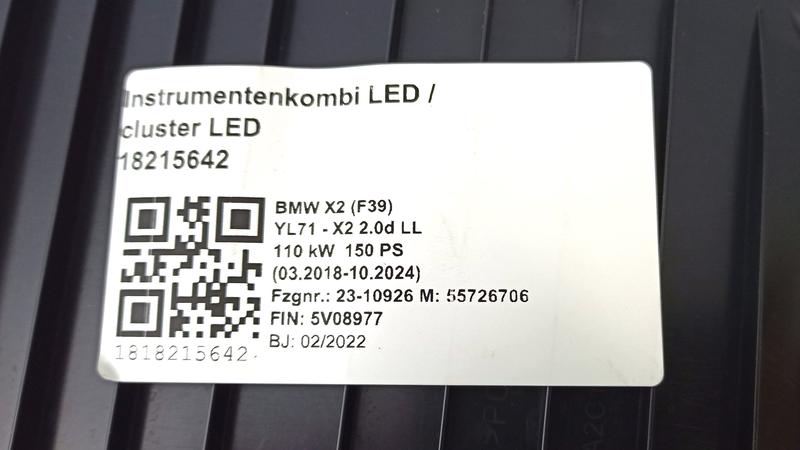 Instrumentenkombi LED /
cluster LED
18215642
BMW X2 (F39)
YL71 - X2 2.0d LL
110 kW 150 PS
(03.2018-10.2024)
Fzgnr.: 23-10926 M: 55726706
FIN: 5V08977
BJ: 02/2022
1818215642